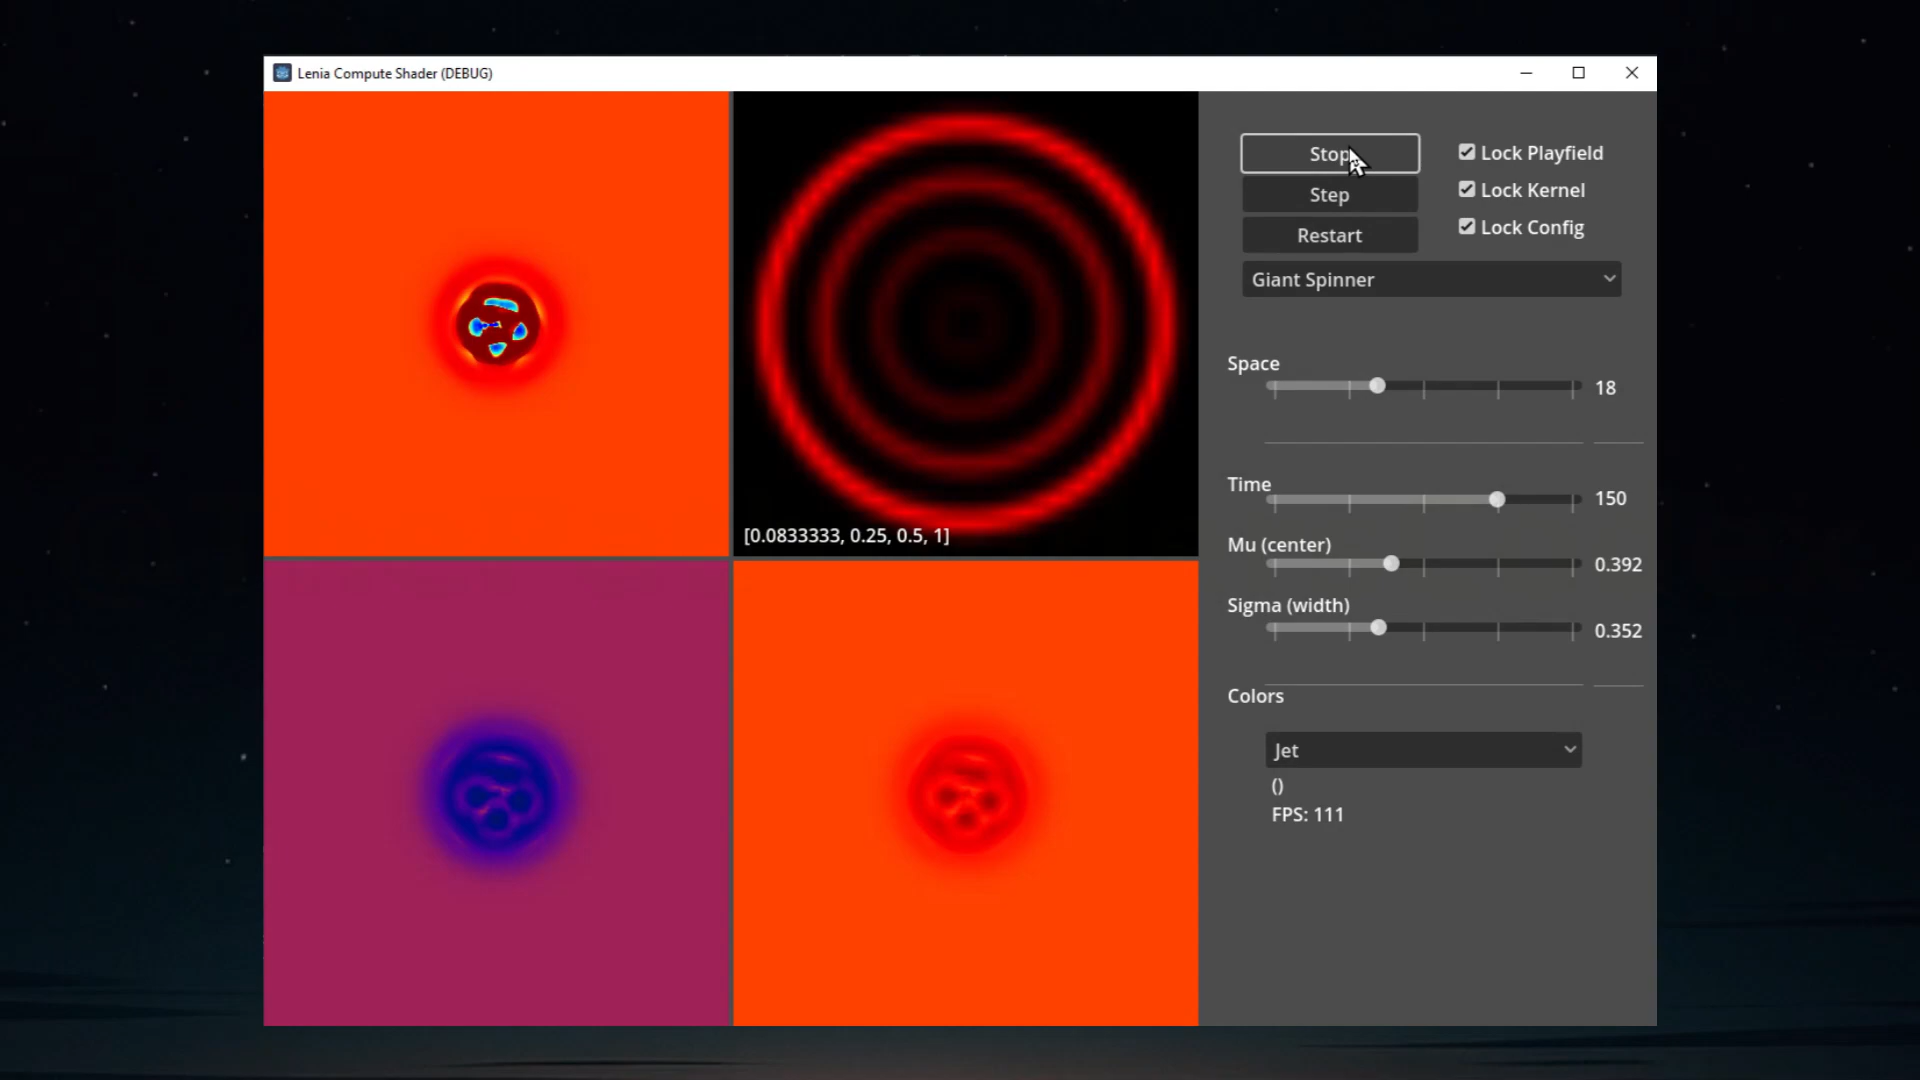 Lenia Compute Shader (DEBUG)
Stop
Lock Playfield
Step
Lock Kernel
Restart
Lock Config
Giant Spinner
Space
18
Time
150
Mu (center)
0.392
Sigma (width)
0.352
Colors
Jet
()
FPS: 111
[0.0833333, 0.25, 0.5, 1]